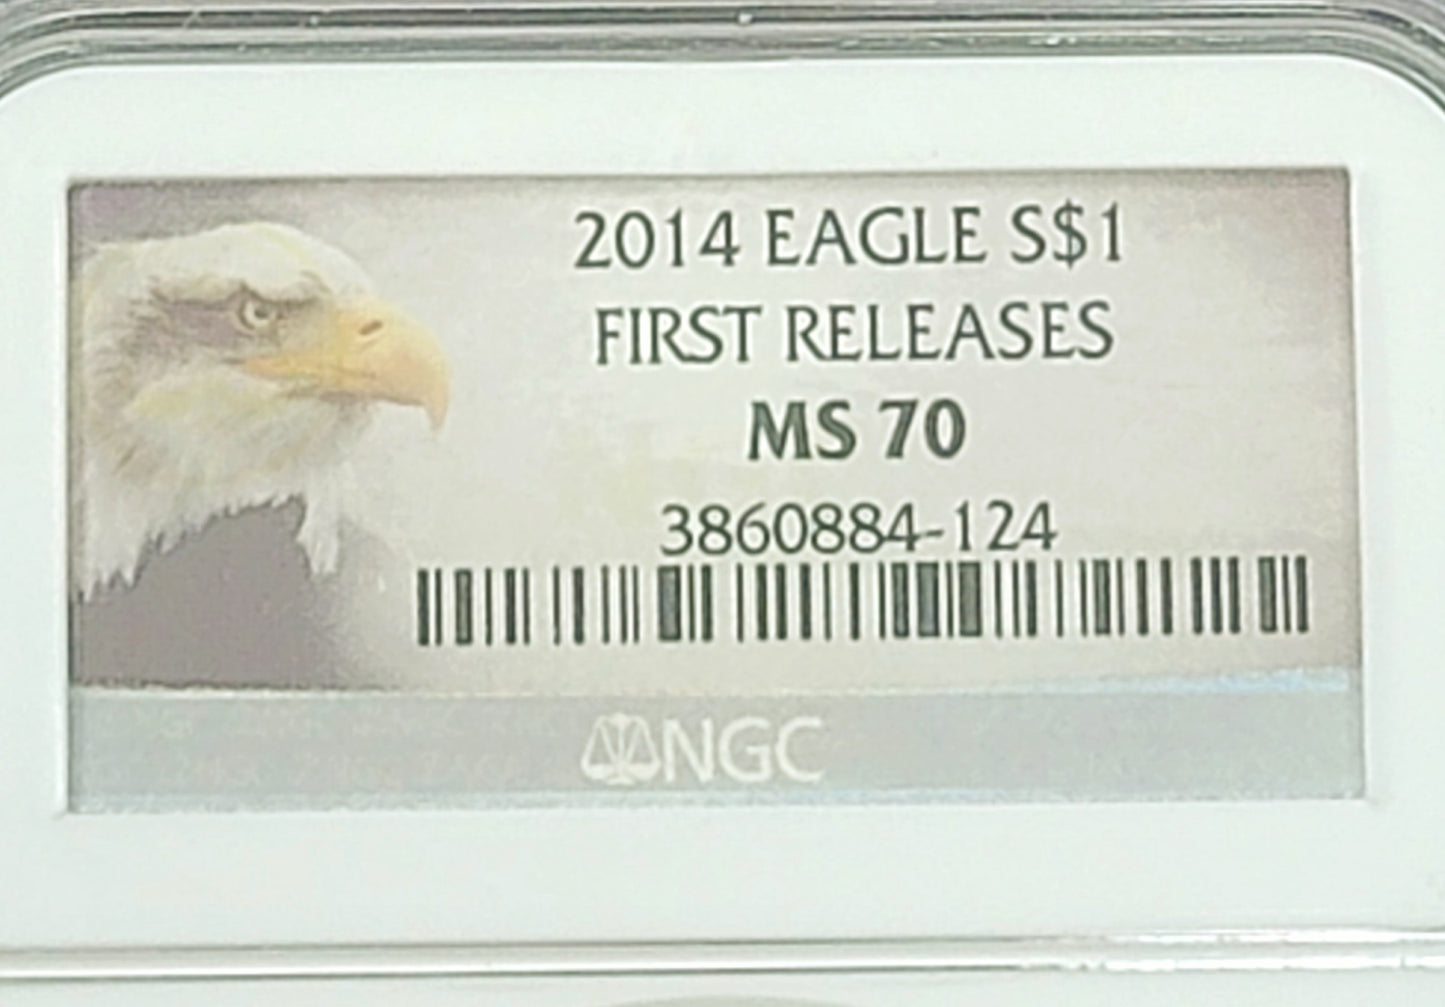 2014 EAGLE S$1
FIRST RELEASES
MS 70
3860884-124
NGC